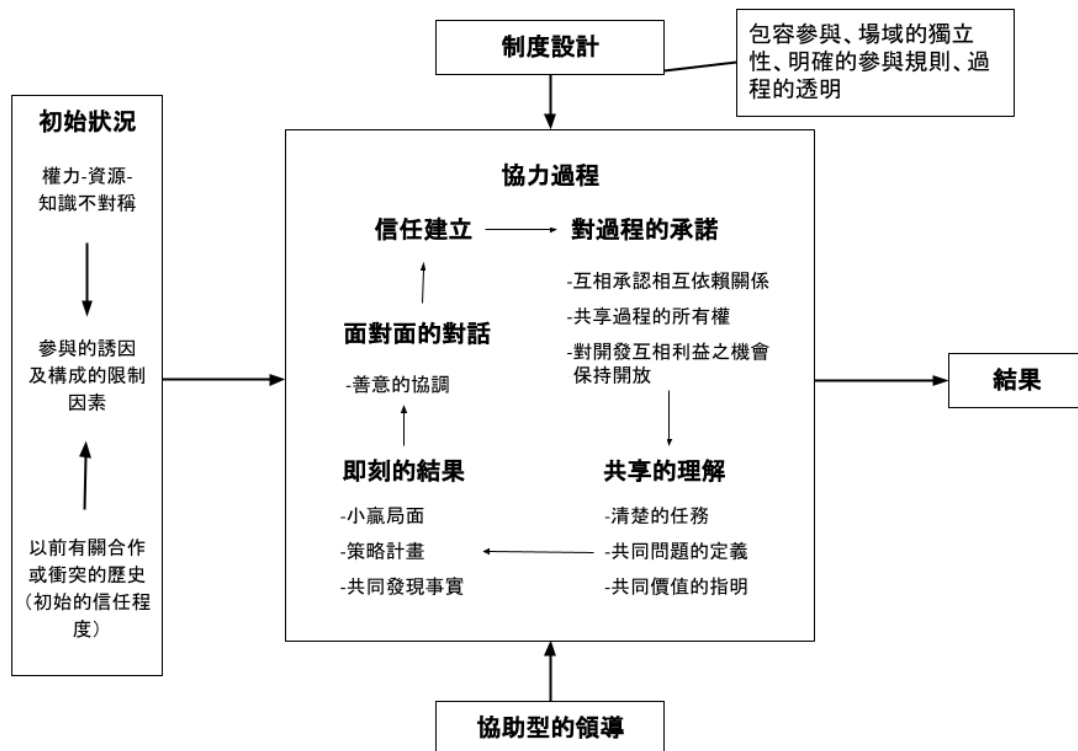 制度設計
包容參與、場域的獨立
性、明確的參與規則、過
程的透明
初始狀況
權力-資源-
知識不對稱
參與的誘因
及構成的限制
因素
以前有關合作
或衝突的歷史
（初始的信任程
度）
協力過程
信任建立
對過程的承諾
-互相承認相互依賴關係
-共享過程的所有權
-對開發互相利益之機會
保持開放
面對面的對話
-善意的協調
即刻的結果
-小贏局面
-策略計畫
-共同發現事實
共享的理解
-清楚的任務
-共同問題的定義
-共同價值的指明
結果
協助型的領導